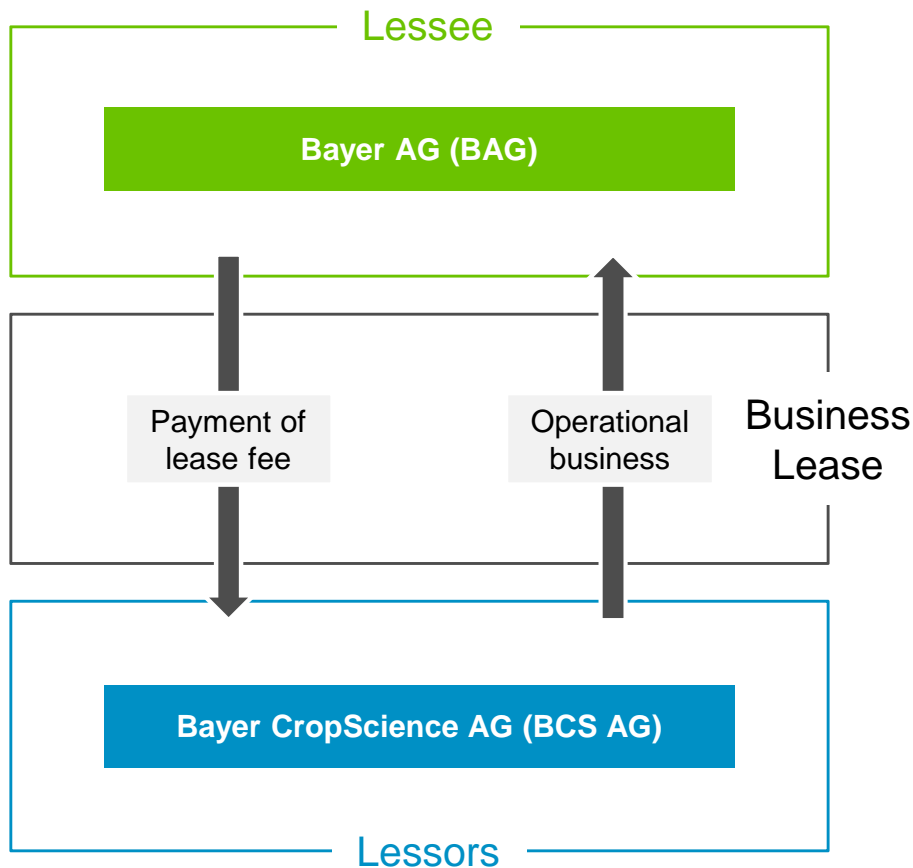 Lessee
Bayer AG (BAG)
Payment of
lease fee
Operational
business
Business
Lease
Bayer CropScience AG (BCS AG)
Lessors